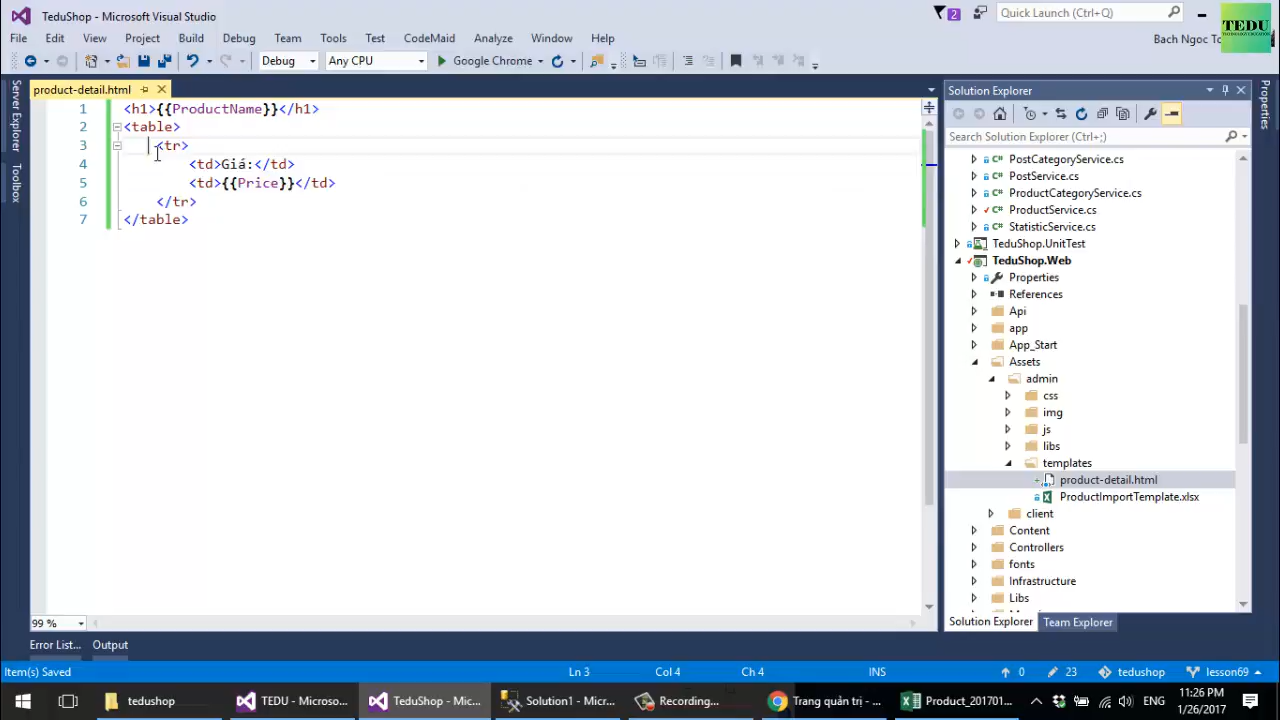 TeduShop - Microsoft Visual Studio
2
Quick Launch (Ctrl+Q)
TEDU
File Edit View Project Build Debug Team Tools Test CodeMaid Analyze Window Help
Bach Ngoc To
Debug Any CPU Google Chrome
product-detail.html
Solution Explorer
Search Solution Explorer (Ctrl+;)
Server Explorer
Toolbox
Properties
1 <h1>{{ProductName}}</h1>
2 <table>
3 <tr>
4 <td>Giá:</td>
5 <td>{{Price}}</td>
6 </tr>
7 </table>
PostCategoryService.cs
PostService.cs
ProductCategoryService.cs
ProductService.cs
StatisticService.cs
TeduShop.UnitTest
TeduShop.Web
Properties
References
Api
app
App_Start
Assets
admin
css
img
js
libs
templates
product-detail.html
ProductImportTemplate.xlsx
client
Content
Controllers
fonts
Infrastructure
Libs
99 %
Solution Explorer Team Explorer
Error List... Output
Item(s) Saved Ln 3 Col 4 Ch 4 INS 0 23 tedushop lesson69
tedushop TEDU - Microso... TeduShop - Mic... Solution1 - Micr... Recording... Trang quản trị - ... Product_201701... ENG
11:26 PM
1/26/2017